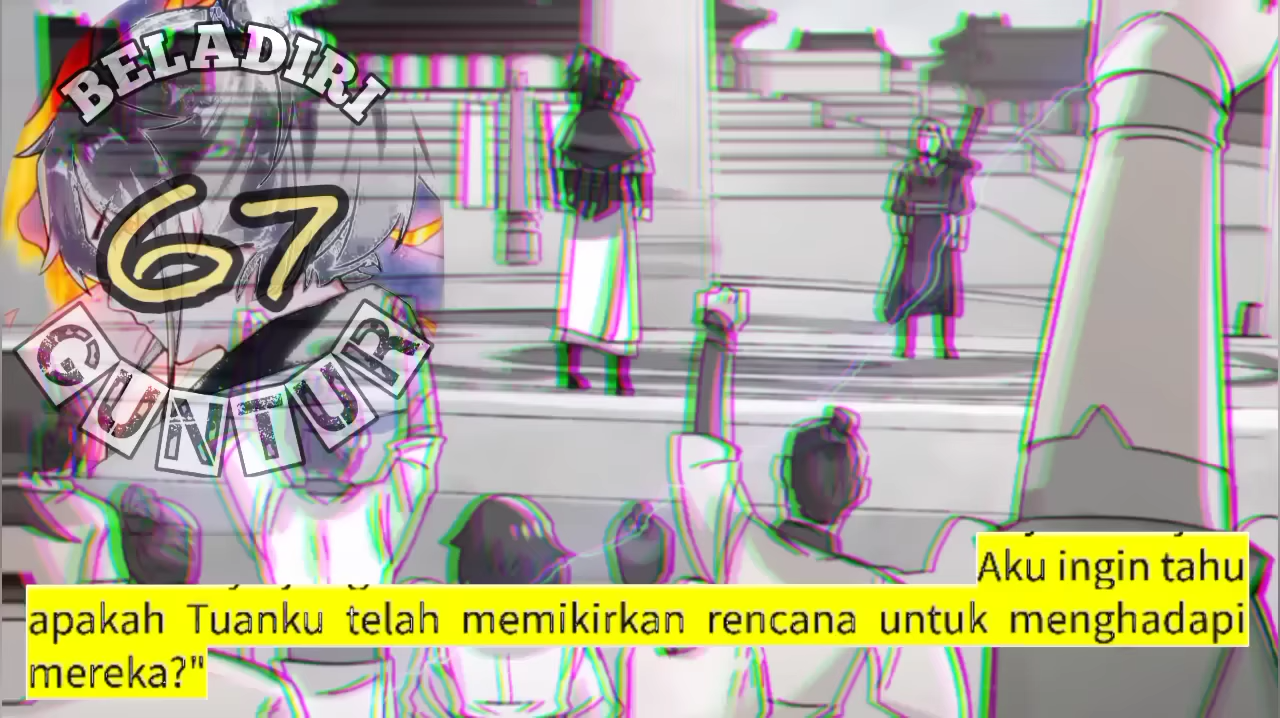 BELADIRI
67
GUNTUR
Aku ingin tahu
apakah Tuanku telah memikirkan rencana untuk menghadapi
mereka?"